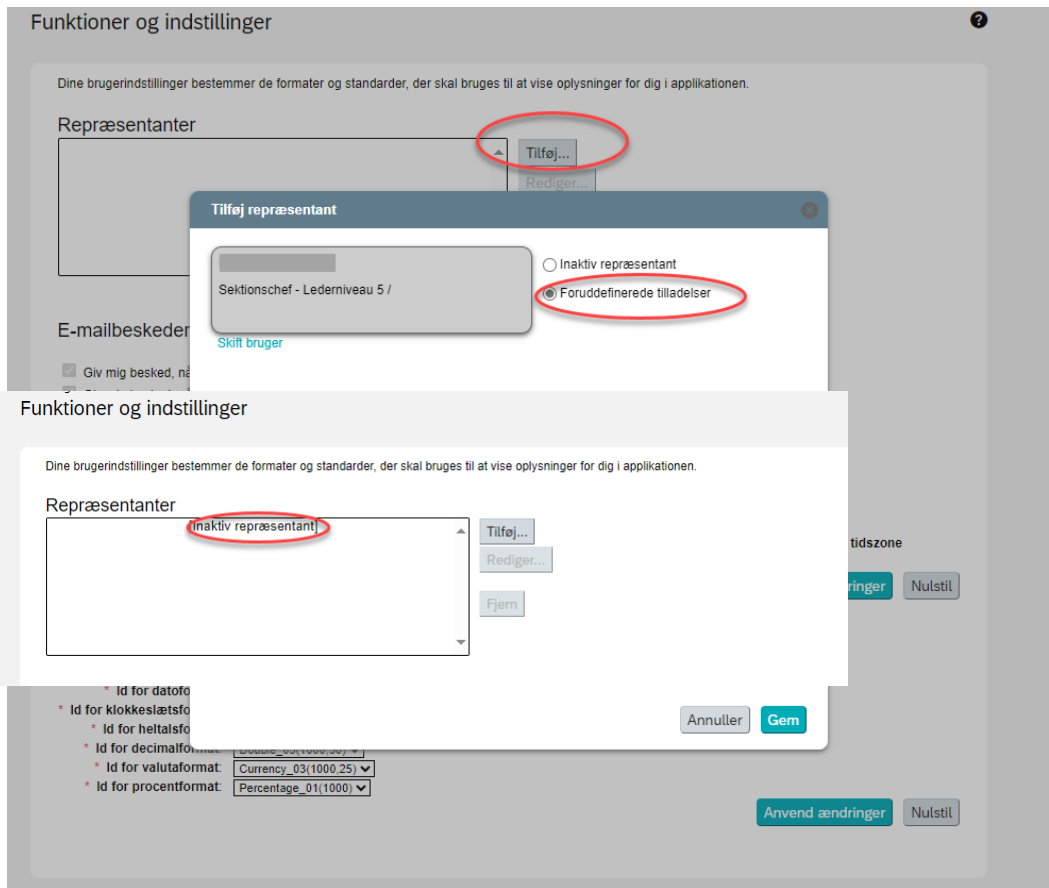 Funktioner og indstillinger
Dine brugerindstillinger bestemmer de formater og standarder, der skal bruges til at vise oplysninger for dig i applikationen.
Repræsentanter
Tilføj...
Rediger...
Tilføj repræsentant
Inaktiv repræsentant
Sektionschef - Lederniveau 5 /
Foruddefinerede tilladelser
Skift bruger
E-mailbeskeder
Giv mig besked, nå
Funktioner og indstillinger
Dine brugerindstillinger bestemmer de formater og standarder, der skal bruges til at vise oplysninger for dig i applikationen.
Repræsentanter
[Inaktiv repræsentant]
Tilføj...
Rediger...
Fjern
tidszone
ringer
Nulstil
* Id for datofo
* Id for klokkeslætsfo
* Id for heltalsfo
* Id for decimalformat:
* Id for valutaformat: Currency_03(1000,25)
* Id for procentformat: Percentage_01(1000)
Annuller
Gem
Anvend ændringer
Nulstil